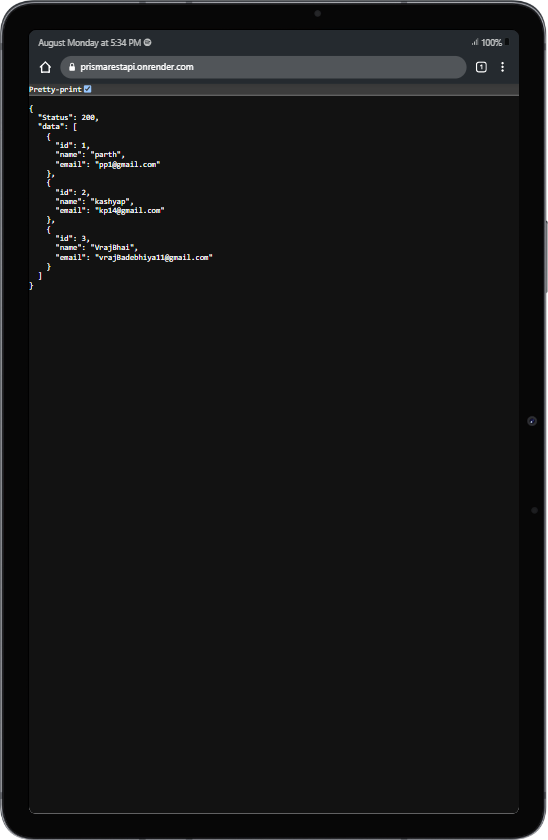 August Monday at 5:34 PM
100%
prismarestapi.onrender.com
1
Pretty-print
{
  "Status": 200,
  "data": [
    {
      "id": 1,
      "name": "parth",
      "email": "pp1@gmail.com"
    },
    {
      "id": 2,
      "name": "kashyap",
      "email": "kp14@gmail.com"
    },
    {
      "id": 3,
      "name": "VrajBhai",
      "email": "vrajBadebhiya11@gmail.com"
    }
  ]
}